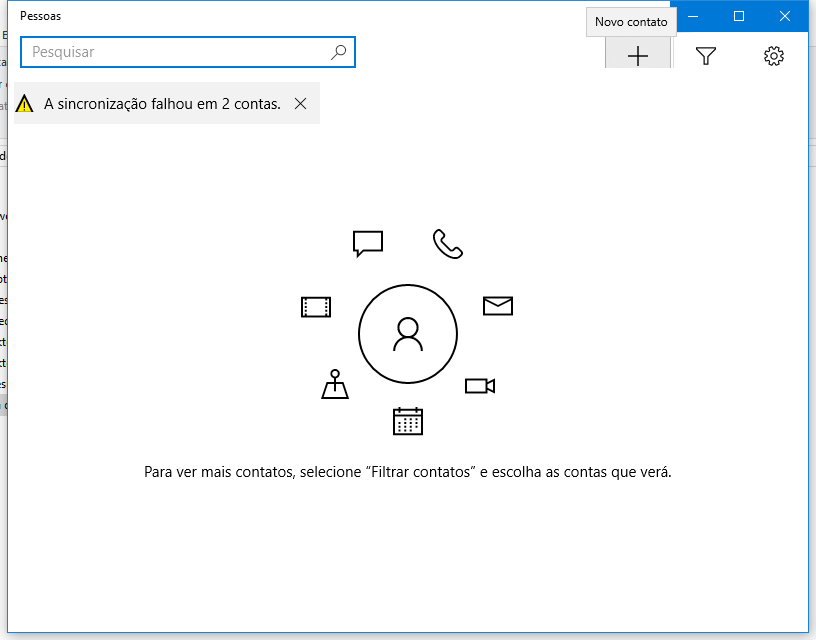 Pessoas
Novo contato
Pesquisar
A sincronização falhou em 2 contas.
Para ver mais contatos, selecione “Filtrar contatos” e escolha as contas que verá.